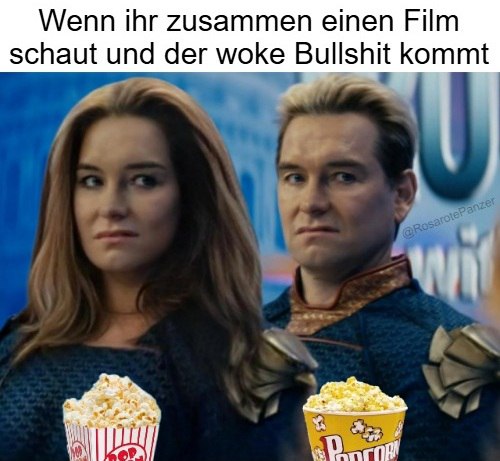 Wenn ihr zusammen einen Film
schaut und der woke Bullshit kommt
@RosarotePanzer
POPCORN